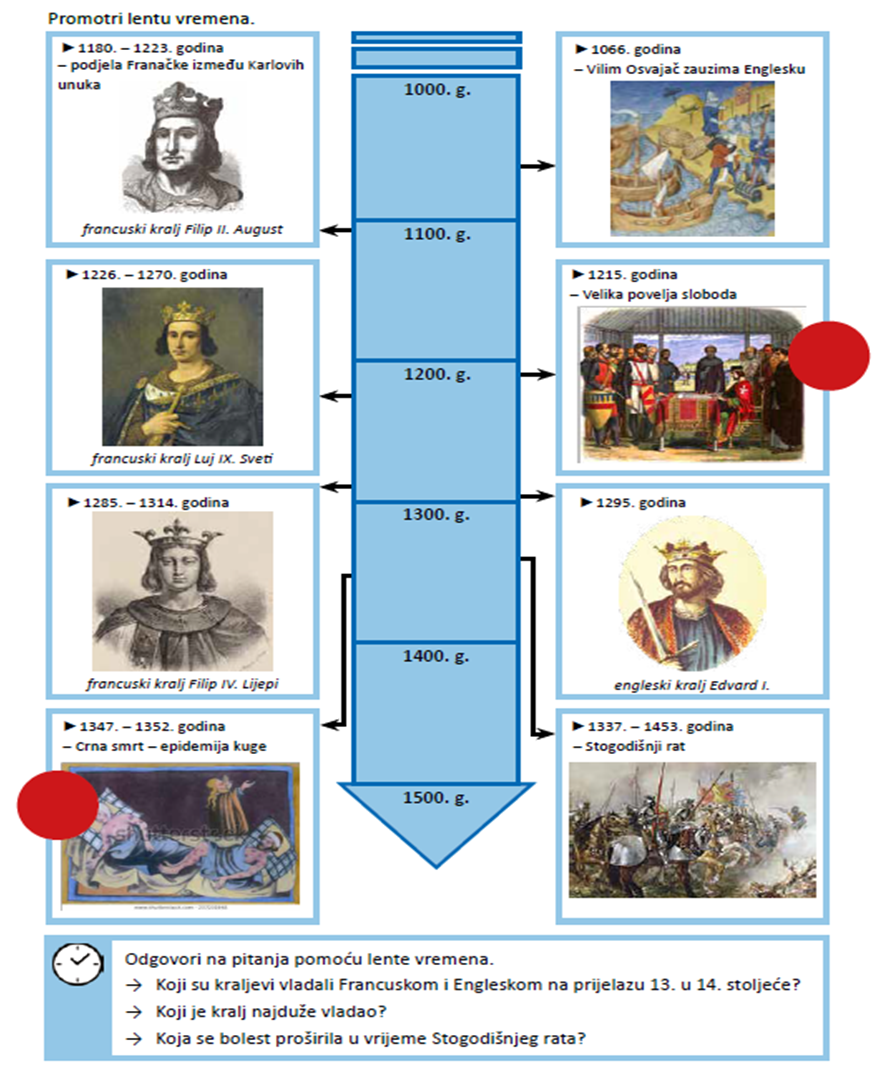 Promotri lentu vremena.
► 1180. – 1223. godina
– podjela Franačke između Karlovih
unuka
francuski kralj Filip II. August
► 1066. godina
– Vilim Osvajač zauzima Englesku
► 1226. – 1270. godina
francuski kralj Luj IX. Sveti
► 1215. godina
– Velika povelja sloboda
► 1285. – 1314. godina
francuski kralj Filip IV. Lijepi
► 1295. godina
engleski kralj Edvard I.
► 1347. – 1352. godina
– Crna smrt – epidemija kuge
► 1337. – 1453. godina
– Stogodišnji rat
1000. g.
1100. g.
1200. g.
1300. g.
1400. g.
1500. g.
Odgovori na pitanja pomoću lente vremena.
→ Koji su kraljevi vladali Francuskom i Engleskom na prijelazu 13. u 14. stoljeće?
→ Koji je kralj najduže vladao?
→ Koja se bolest proširila u vrijeme Stogodišnjeg rata?